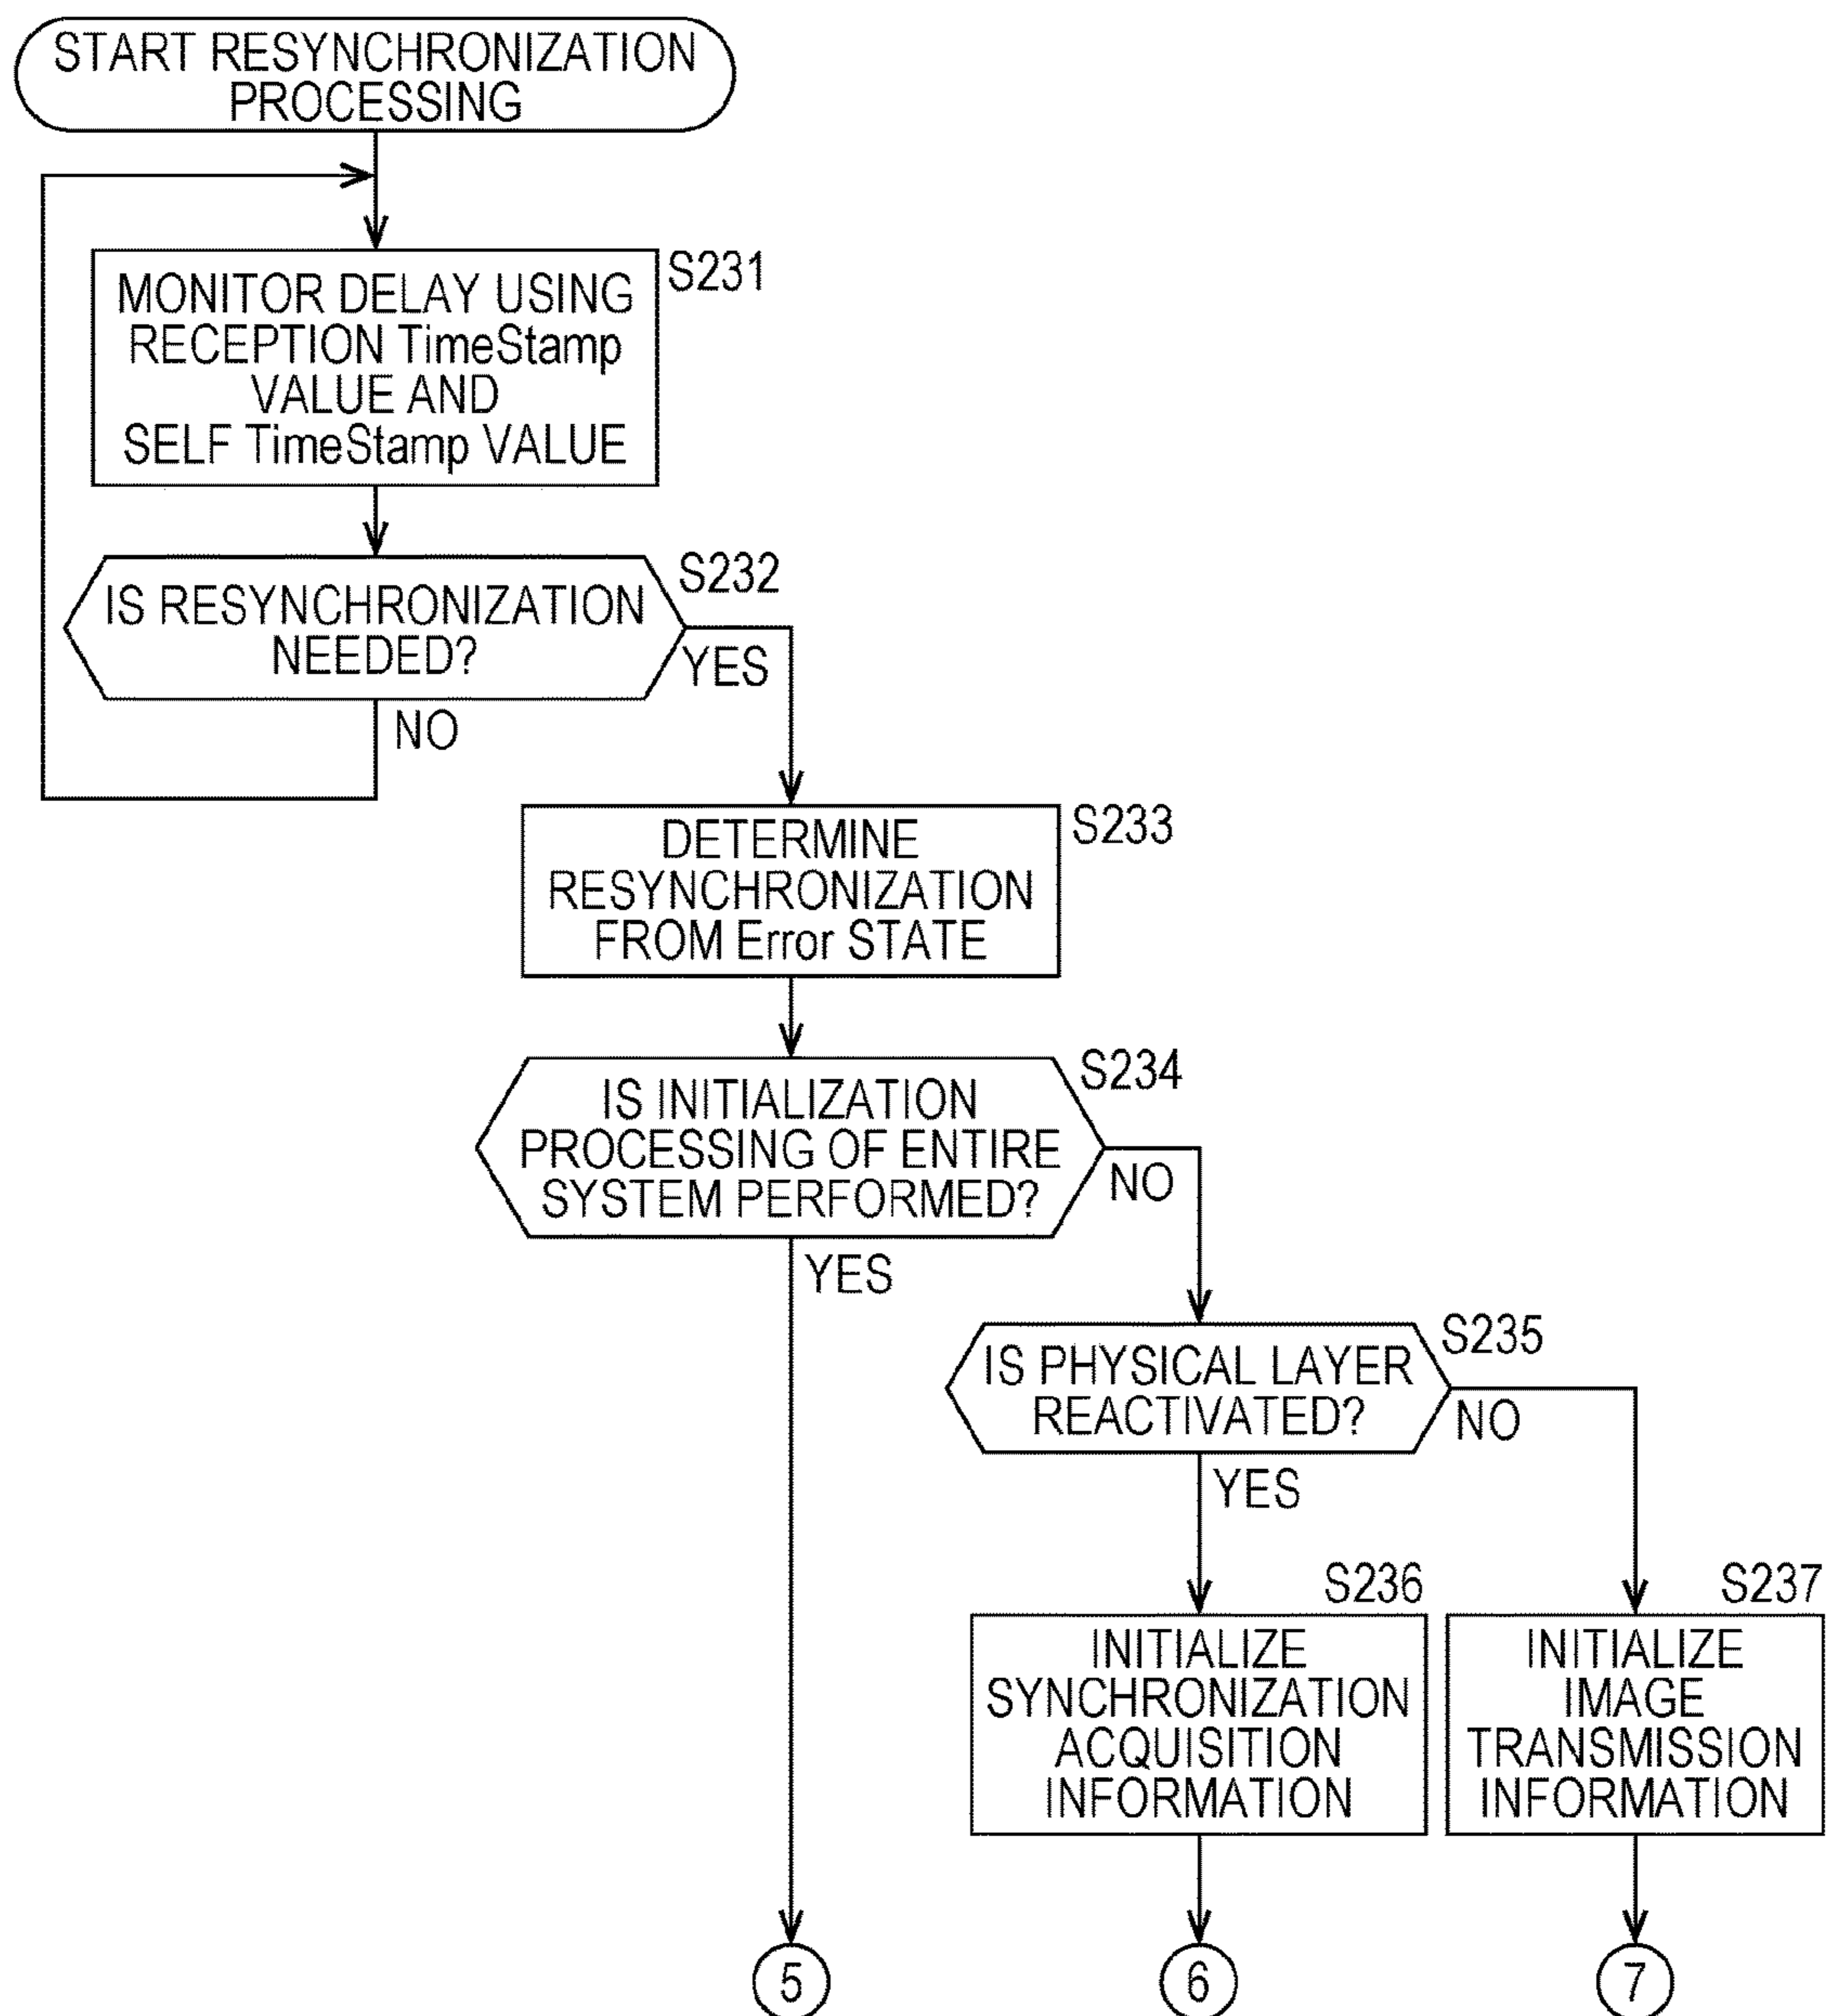 START RESYNCHRONIZATION
PROCESSING
MONITOR DELAY USING
RECEPTION TimeStamp
VALUE AND
SELF TimeStamp VALUE
S231
IS RESYNCHRONIZATION
NEEDED?
S232
YES
NO
DETERMINE
RESYNCHRONIZATION
FROM Error STATE
S233
IS INITIALIZATION
PROCESSING OF ENTIRE
SYSTEM PERFORMED?
S234
NO
YES
IS PHYSICAL LAYER
REACTIVATED?
S235
NO
YES
S236
INITIALIZE
SYNCHRONIZATION
ACQUISITION
INFORMATION
S237
INITIALIZE
IMAGE
TRANSMISSION
INFORMATION
5
6
7